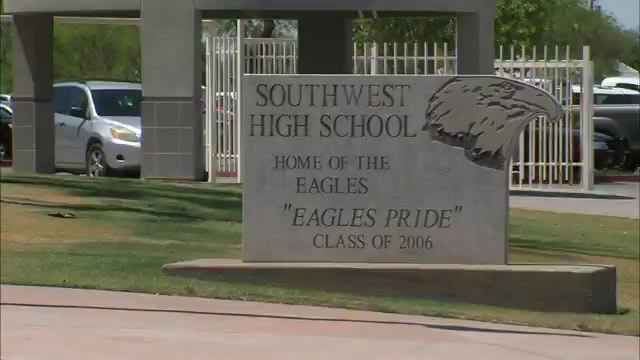 SOUTHWEST
HIGH SCHOOL
HOME OF THE
EAGLES
"EAGLES PRIDE"
CLASS OF 2006